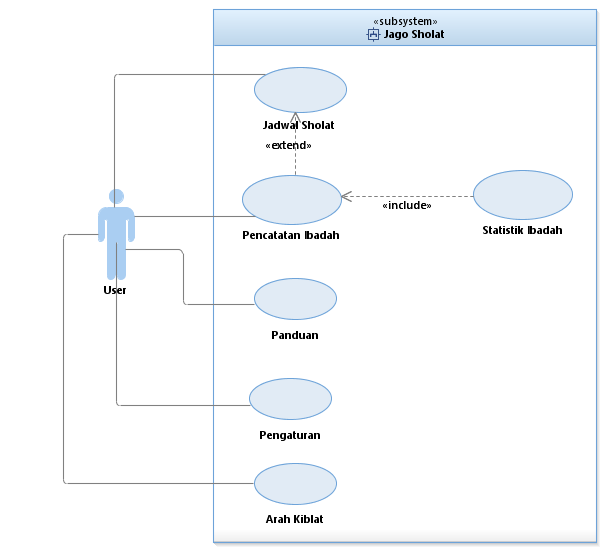 «subsystem»
Jago Sholat
Jadwal Sholat
«extend»
Pencatatan Ibadah
«include»
Statistik Ibadah
User
Panduan
Pengaturan
Arah Kiblat